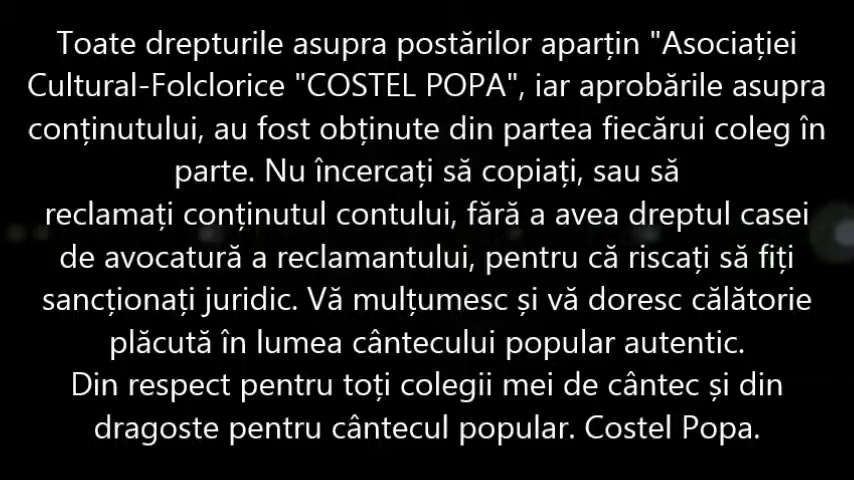 Toate drepturile asupra postărilor aparțin "Asociației
Cultural-Folclorice "COSTEL POPA", iar aprobările asupra
conținutului, au fost obținute din partea fiecărui coleg în
parte. Nu încercați să copiați, sau să
reclamați conținutul contului, fără a avea dreptul casei
de avocatură a reclamantului, pentru că riscați să fiți
sancționați juridic. Vă mulțumesc și vă doresc călătorie
plăcută în lumea cântecului popular autentic.
Din respect pentru toți colegii mei de cântec și din
dragoste pentru cântecul popular. Costel Popa.